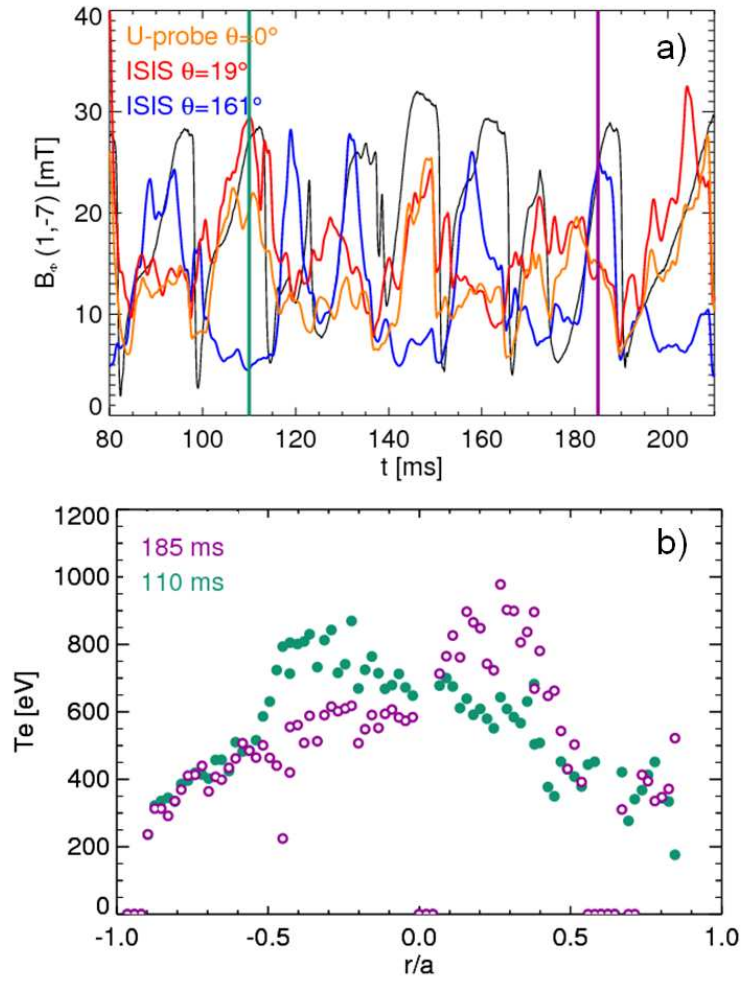 40
U-probe θ=0°
a)
ISIS θ=19°
ISIS θ=161°
30
20
10
0
B_Φ (1,-7) [mT]
80 100 120 140 160 180 200
t [ms]
1200
185 ms
b)
110 ms
1000
800
600
400
200
0
Te [eV]
-1.0 -0.5 0.0 0.5 1.0
r/a